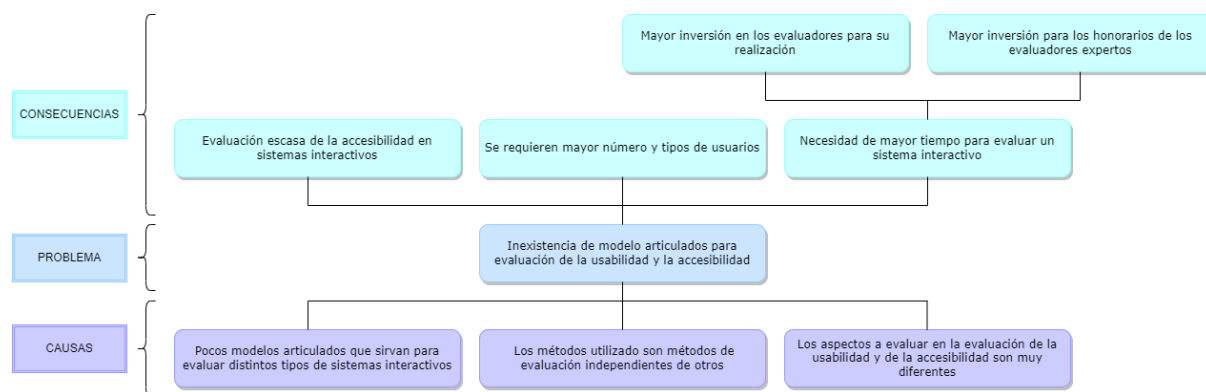 Mayor inversión en los evaluadores para su
realización
Mayor inversión para los honorarios de los
evaluadores expertos
CONSECUENCIAS
Evaluación escasa de la accesibilidad en
sistemas interactivos
Se requieren mayor número y tipos de usuarios
Necesidad de mayor tiempo para evaluar un
sistema interactivo
PROBLEMA
Inexistencia de modelo articulados para
evaluación de la usabilidad y la accesibilidad
CAUSAS
Pocos modelos articulados que sirvan para
evaluar distintos tipos de sistemas interactivos
Los métodos utilizado son métodos de
evaluación independientes de otros
Los aspectos a evaluar en la evaluación de la
usabilidad y de la accesibilidad son muy
diferentes